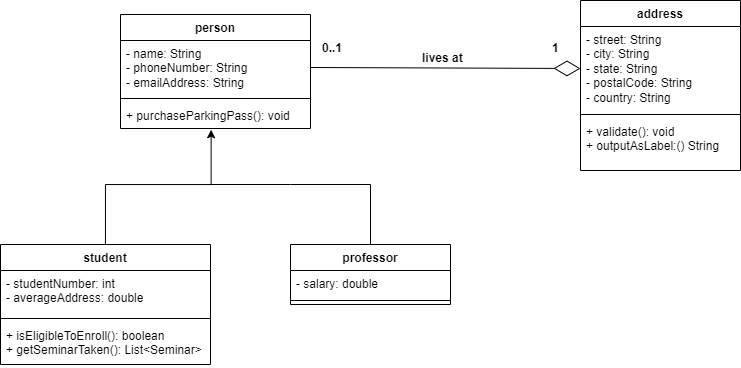 person
- name: String
- phoneNumber: String
- emailAddress: String
+ purchaseParkingPass(): void
0..1
lives at
1
address
- street: String
- city: String
- state: String
- postalCode: String
- country: String
+ validate(): void
+ outputAsLabel:() String
student
- studentNumber: int
- averageAddress: double
+ isEligibleToEnroll(): boolean
+ getSeminarTaken(): List<Seminar>
professor
- salary: double